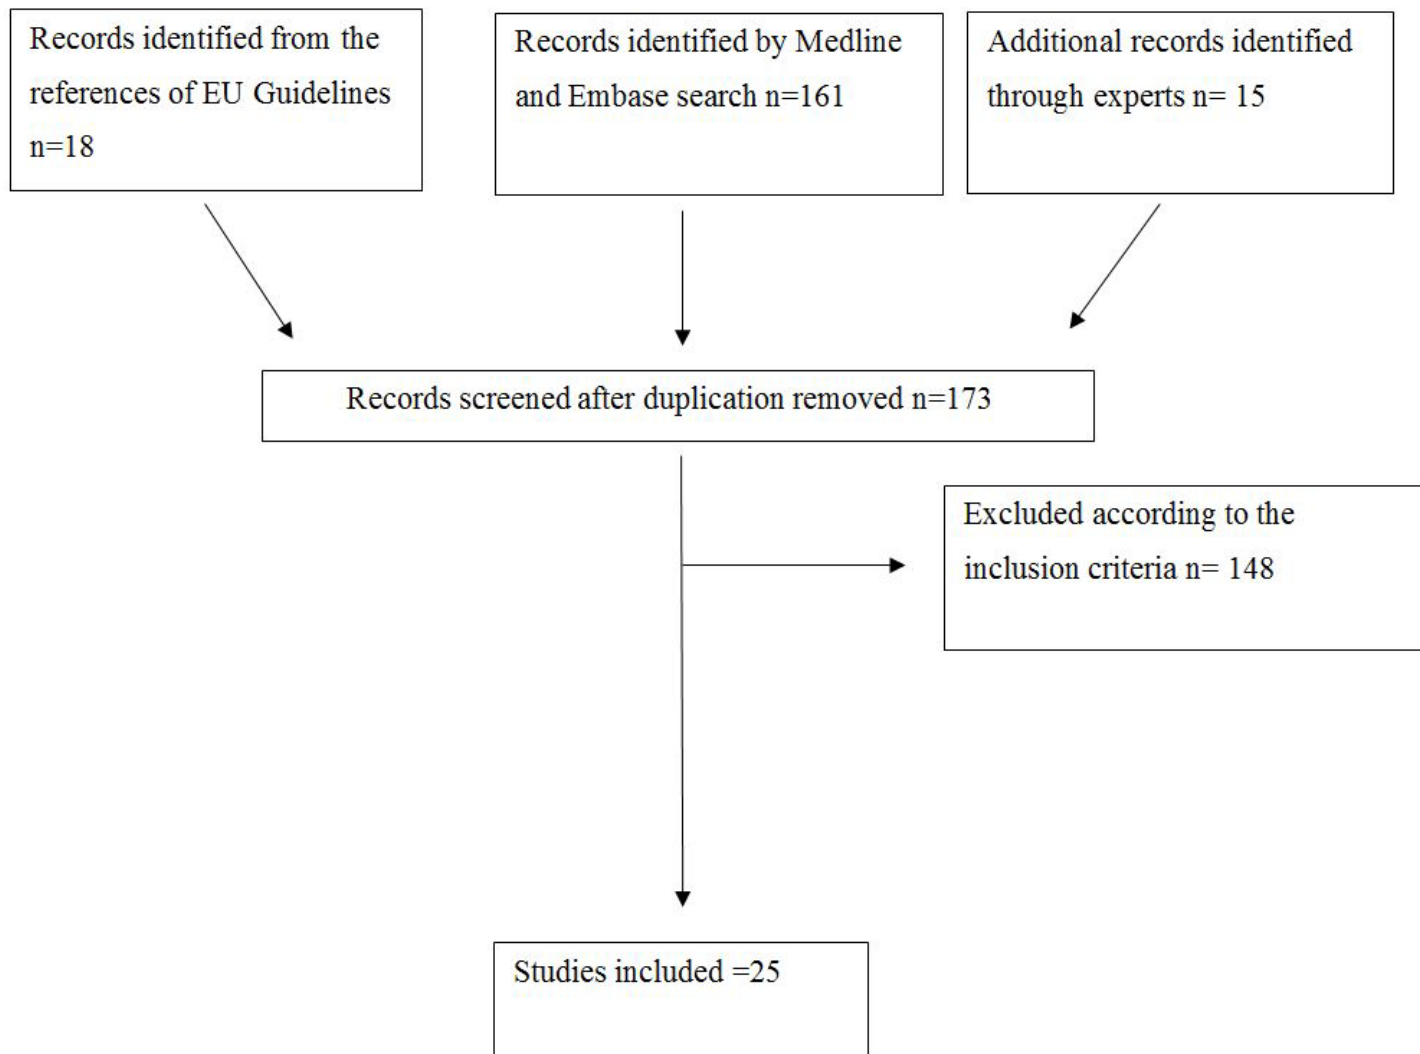 Records identified from the
references of EU Guidelines
n=18
Records identified by Medline
and Embase search n=161
Additional records identified
through experts n= 15
Records screened after duplication removed n=173
Excluded according to the
inclusion criteria n= 148
Studies included =25